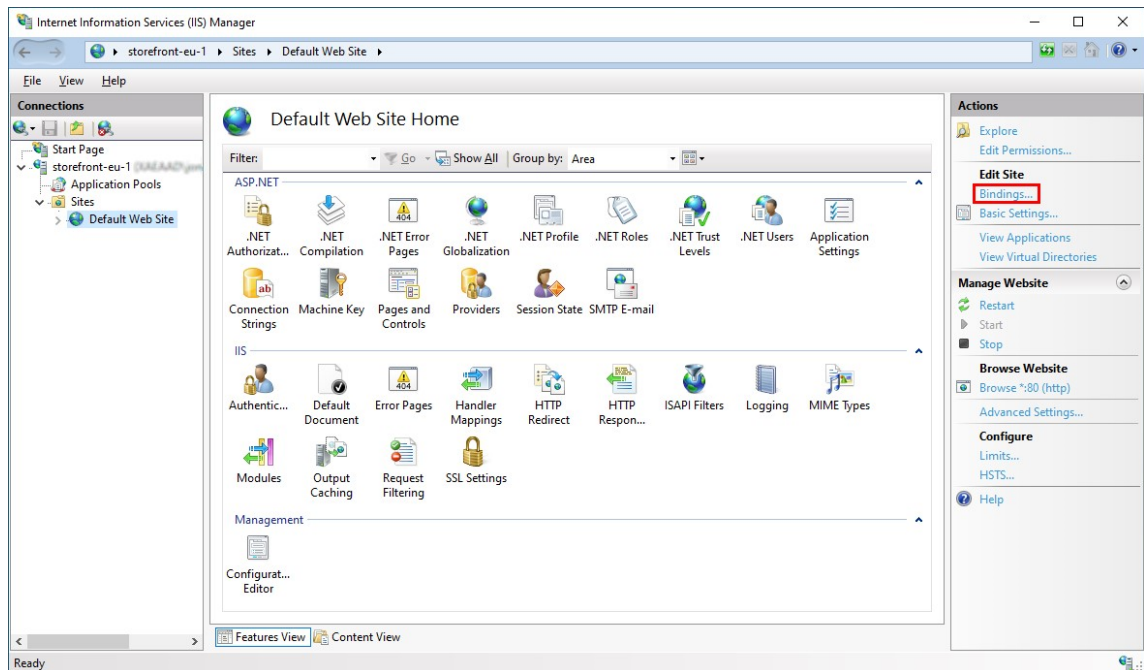 Internet Information Services (IIS) Manager
storefront-eu-1 Sites Default Web Site
File View Help
Connections
Start Page
storefront-eu-1
Application Pools
Sites
Default Web Site
Default Web Site Home
Filter: Go Show All Group by: Area
ASP.NET
.NET Authorizat...
.NET Compilation
.NET Error Pages
.NET Globalization
.NET Profile
.NET Roles
.NET Trust Levels
.NET Users
Application Settings
Connection Strings
Machine Key
Pages and Controls
Providers
Session State
SMTP E-mail
IIS
Authentic...
Default Document
Error Pages
Handler Mappings
HTTP Redirect
HTTP Respon...
ISAPI Filters
Logging
MIME Types
Modules
Output Caching
Request Filtering
SSL Settings
Management
Configurat... Editor
Features View Content View
Ready
Actions
Explore
Edit Permissions...
Edit Site
Bindings...
Basic Settings...
View Applications
View Virtual Directories
Manage Website
Restart
Start
Stop
Browse Website
Browse *:80 (http)
Advanced Settings...
Configure
Limits...
HSTS...
Help